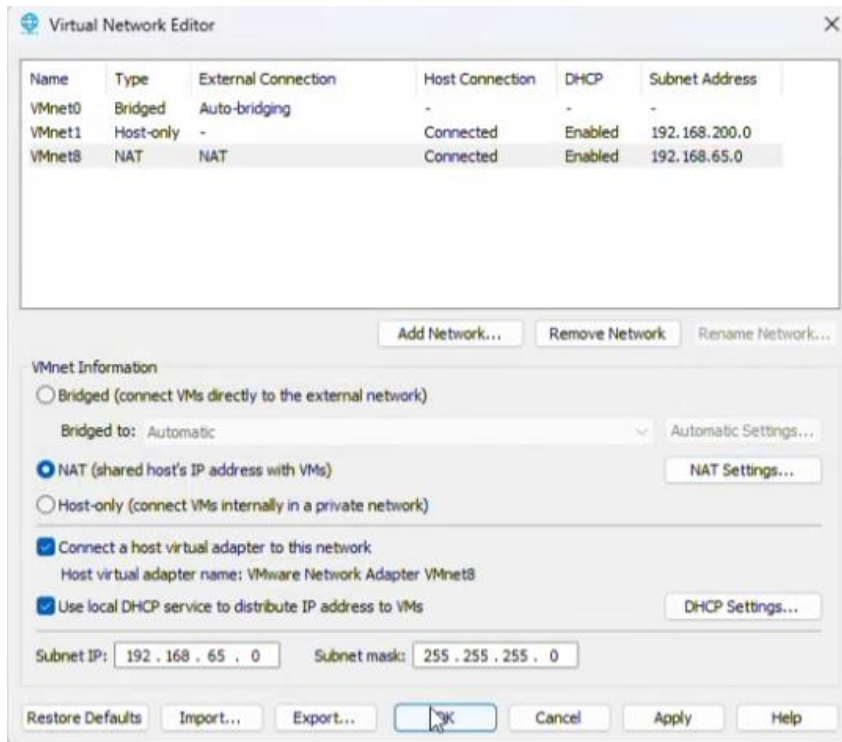 Virtual Network Editor
Name Type External Connection Host Connection DHCP Subnet Address
VMnet0 Bridged Auto-bridging - - -
VMnet1 Host-only - Connected Enabled 192.168.200.0
VMnet8 NAT NAT Connected Enabled 192.168.65.0
Add Network... Remove Network Rename Network...
VMnet Information
Bridged (connect VMs directly to the external network)
Bridged to: Automatic Automatic Settings...
NAT (shared host's IP address with VMs) NAT Settings...
Host-only (connect VMs internally in a private network)
Connect a host virtual adapter to this network
Host virtual adapter name: VMware Network Adapter VMnet8
Use local DHCP service to distribute IP address to VMs DHCP Settings...
Subnet IP: 192 . 168 . 65 . 0 Subnet mask: 255 . 255 . 255 . 0
Restore Defaults Import... Export... OK Cancel Apply Help